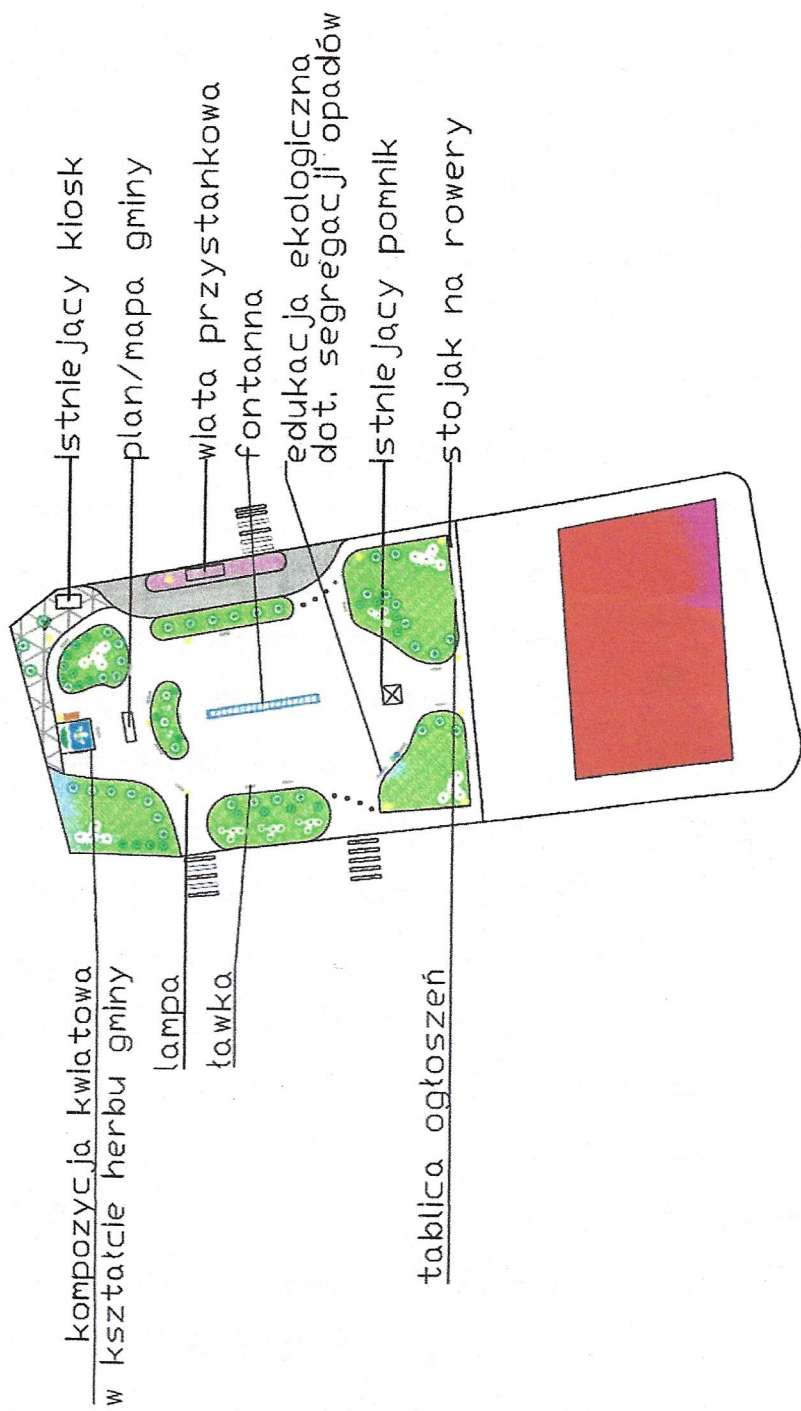 istniejący kiosk
plan/mapa gminy
wiata przystankowa
fontanna
edukacja ekologiczna
dot. segregacji opadów
istniejący pomnik
stojak na rowery
kompozycja kwiatowa
w kształcie herbu gminy
lampa
ławka
tablica ogłoszeń